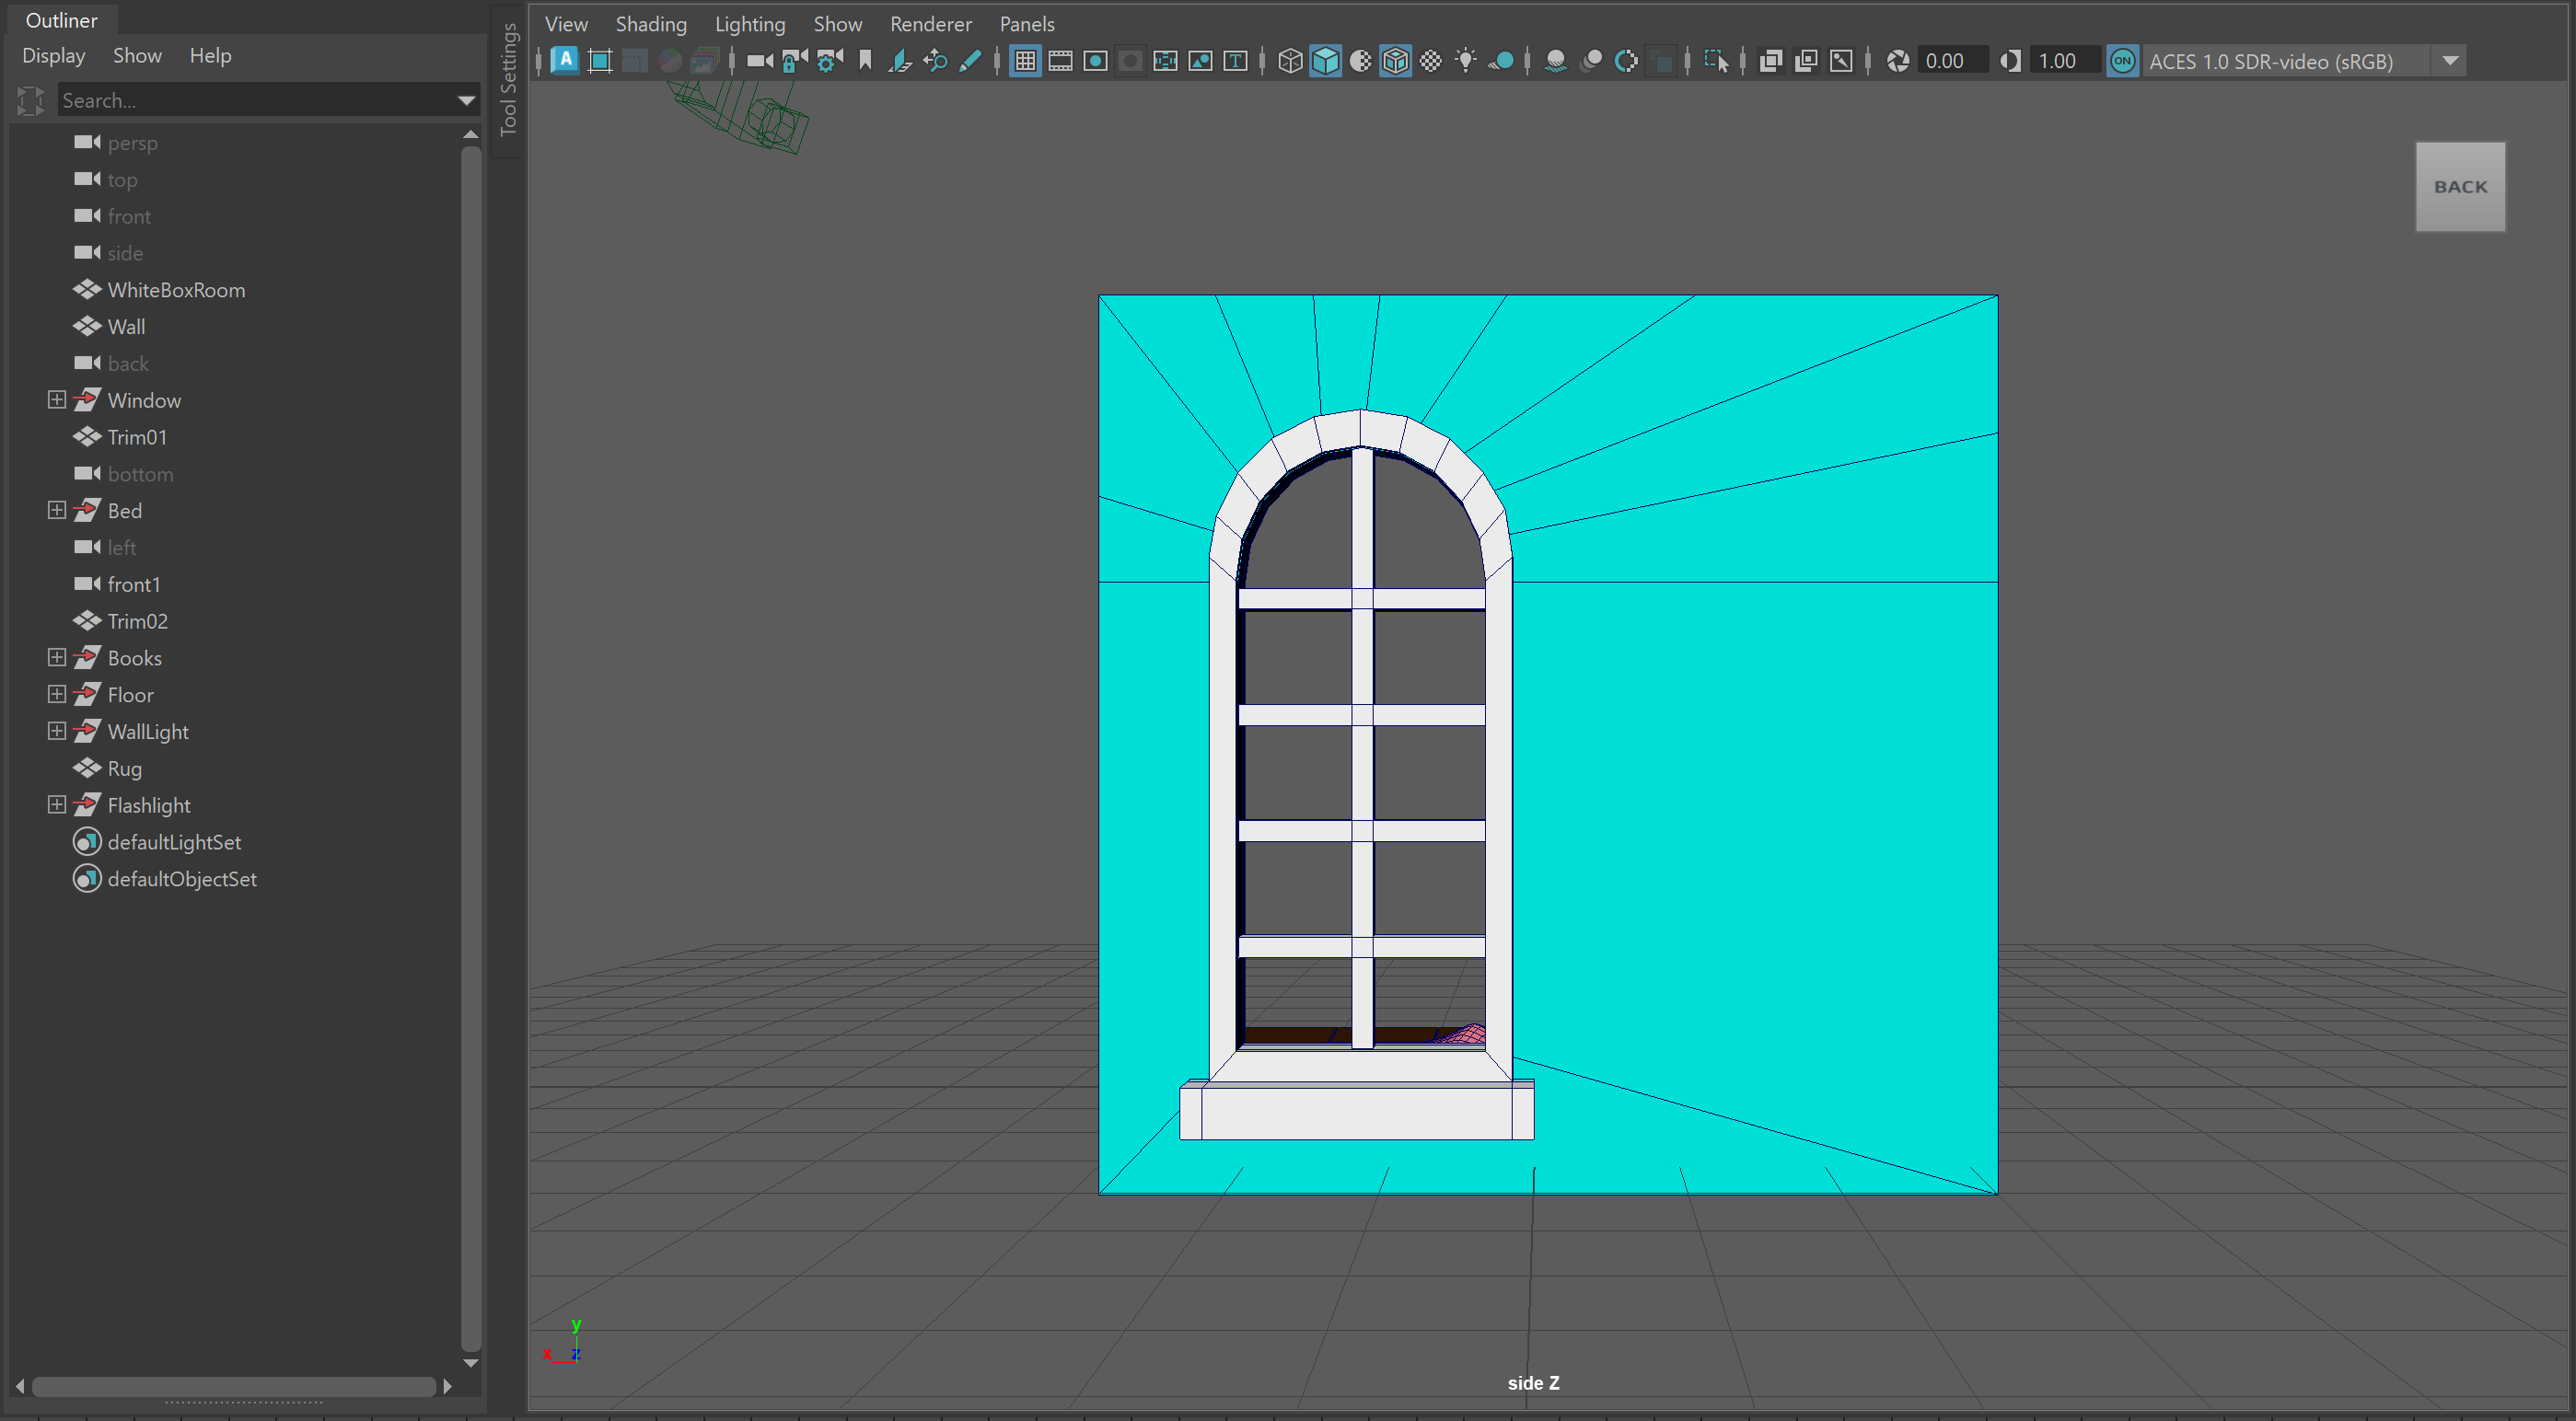 Outliner
Display Show Help
Search...
persp
top
front
side
WhiteBoxRoom
Wall
back
Window
Trim01
bottom
Bed
left
front1
Trim02
Books
Floor
WallLight
Rug
Flashlight
defaultLightSet
defaultObjectSet
Tool Settings
View Shading Lighting Show Renderer Panels
A T 0.00 1.00 ON ACES 1.0 SDR-video (sRGB)
BACK
y
x z
side Z